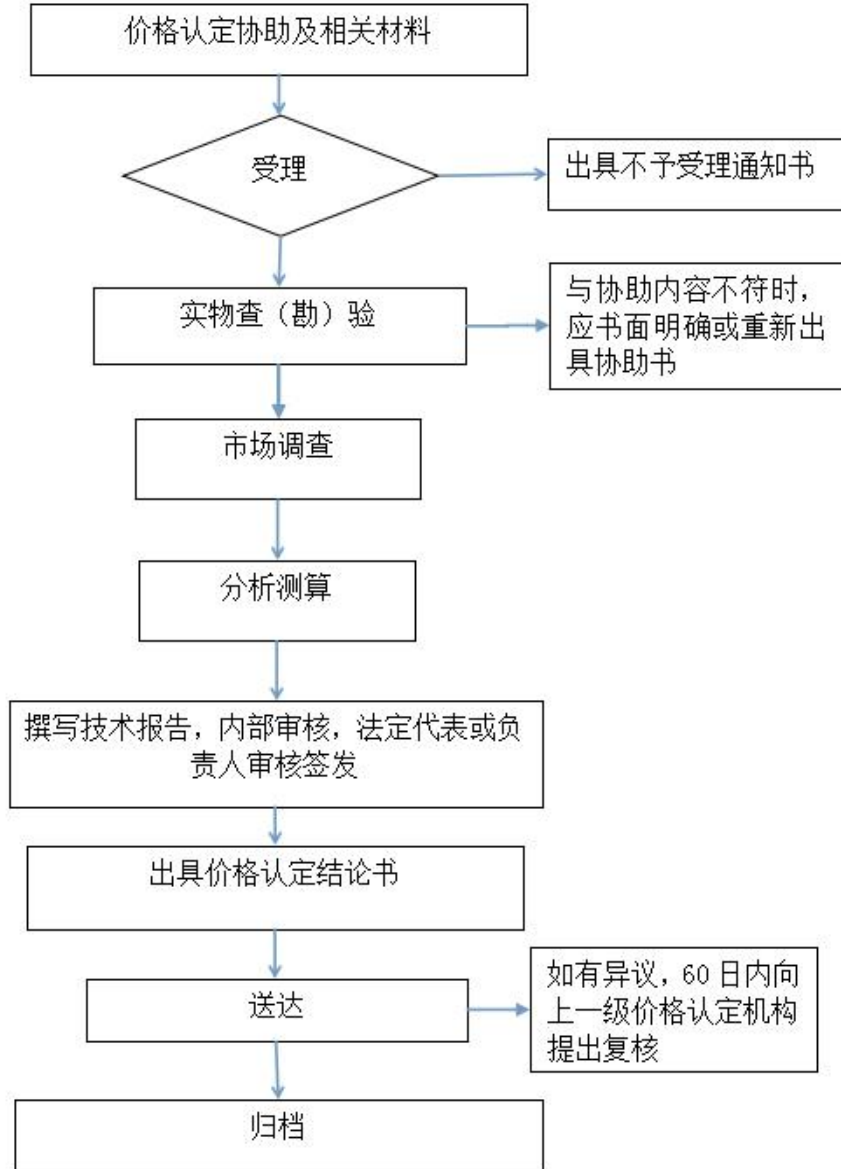 价格认定协助及相关材料
受理
出具不予受理通知书
实物查（勘）验
与协助内容不符时，
应书面明确或重新出
具协助书
市场调查
分析测算
撰写技术报告，内部审核，法定代表或负
责人审核签发
出具价格认定结论书
送达
如有异议，60日内向
上一级价格认定机构
提出复核
归档